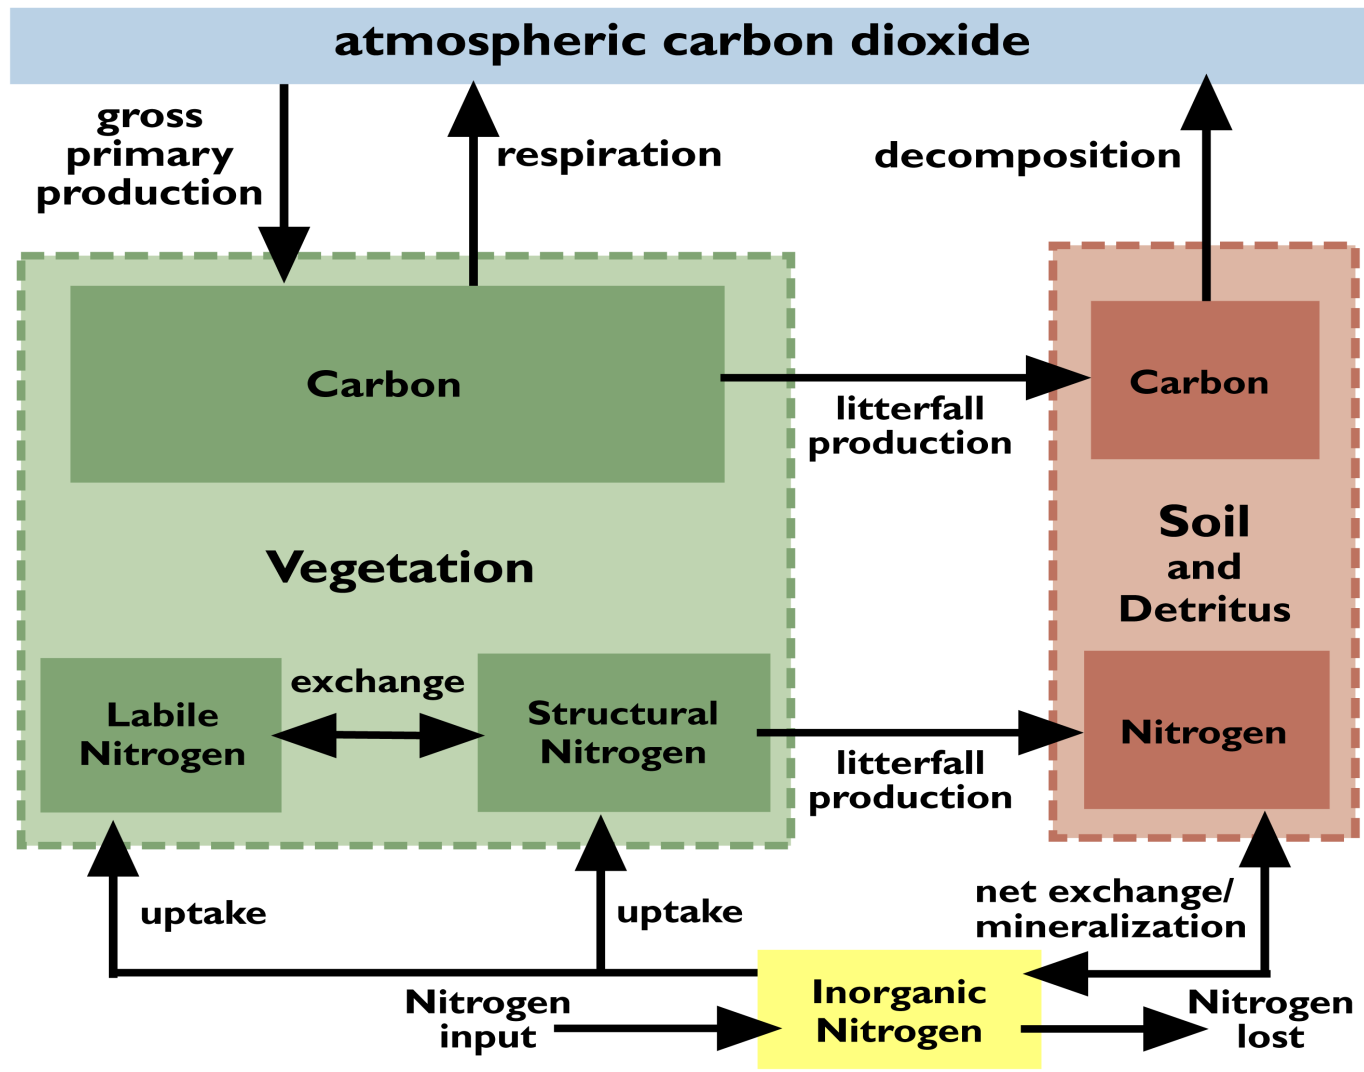 atmospheric carbon dioxide
gross
primary
production
respiration
decomposition
Carbon
litterfall
production
Carbon
Vegetation
Soil
and
Detritus
Labile
Nitrogen
exchange
Structural
Nitrogen
litterfall
production
Nitrogen
uptake
uptake
net exchange/
mineralization
Nitrogen
input
Inorganic
Nitrogen
Nitrogen
lost